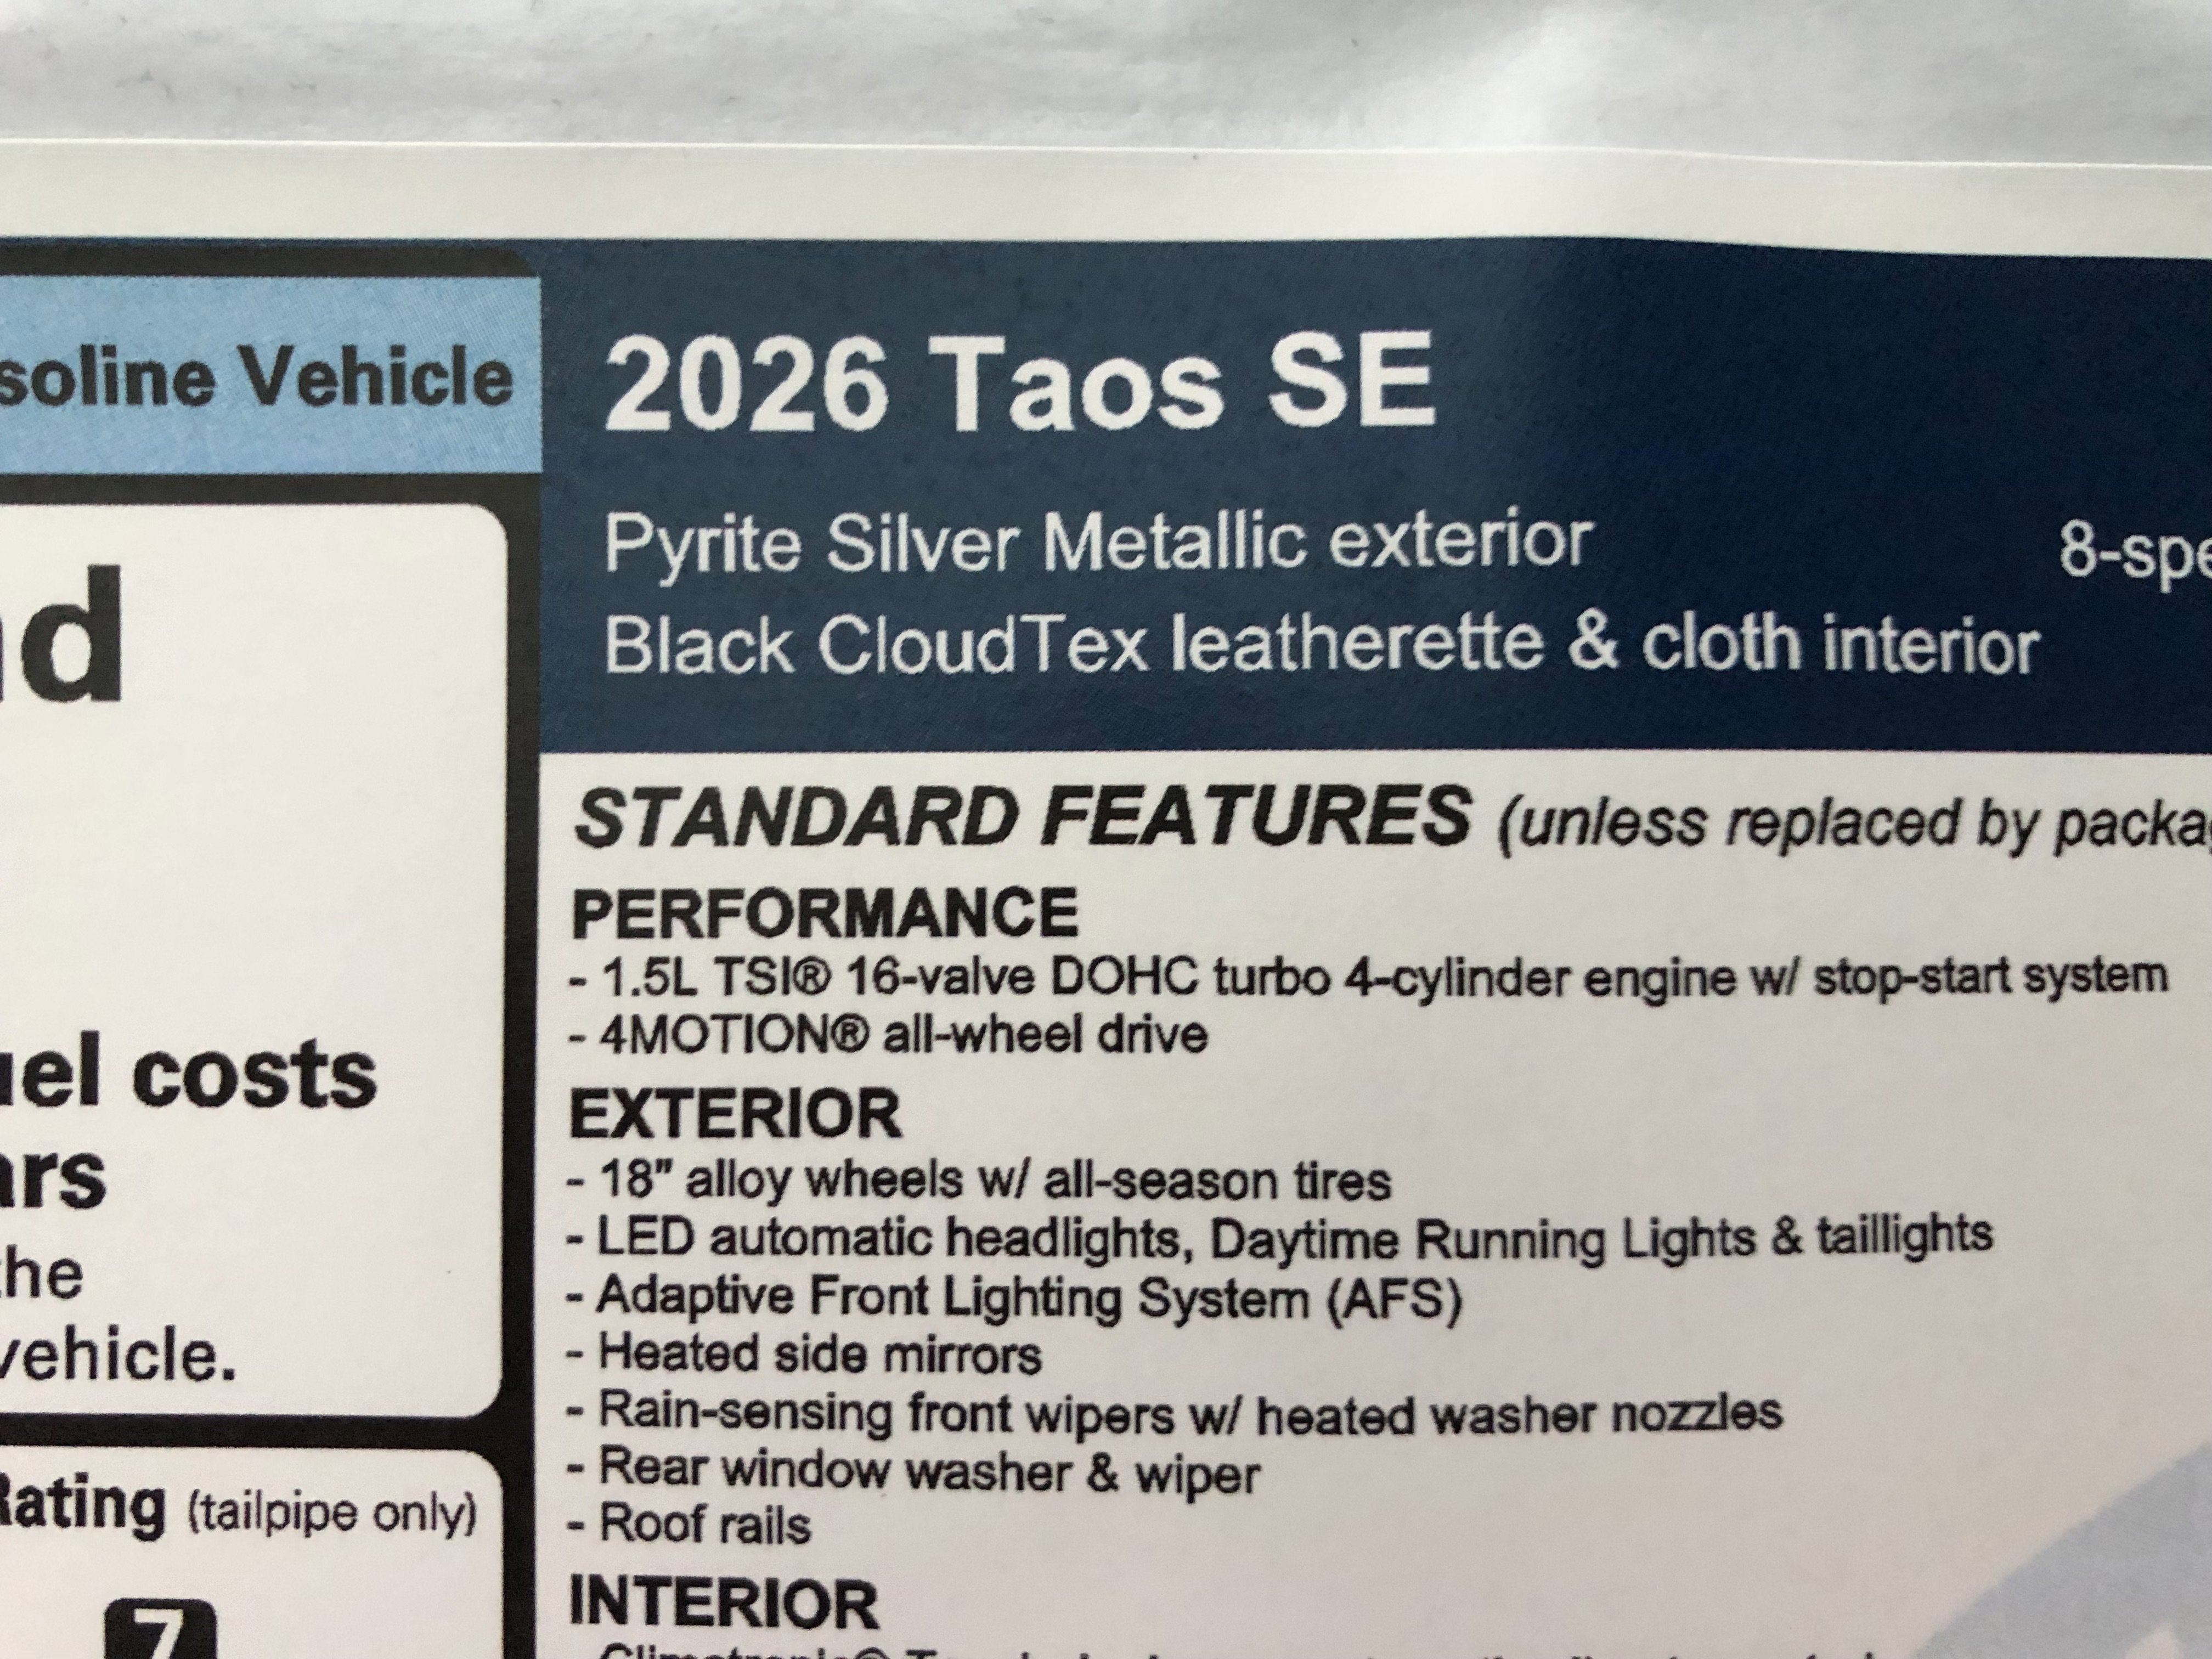 soline Vehicle
2026 Taos SE
Pyrite Silver Metallic exterior
8-spe
Black CloudTex leatherette & cloth interior
d
uel costs
ars
the
vehicle.
Rating (tailpipe only)
7
STANDARD FEATURES (unless replaced by packag
PERFORMANCE
- 1.5L TSI® 16-valve DOHC turbo 4-cylinder engine w/ stop-start system
- 4MOTION® all-wheel drive
EXTERIOR
- 18" alloy wheels w/ all-season tires
- LED automatic headlights, Daytime Running Lights & taillights
- Adaptive Front Lighting System (AFS)
- Heated side mirrors
- Rain-sensing front wipers w/ heated washer nozzles
- Rear window washer & wiper
- Roof rails
INTERIOR